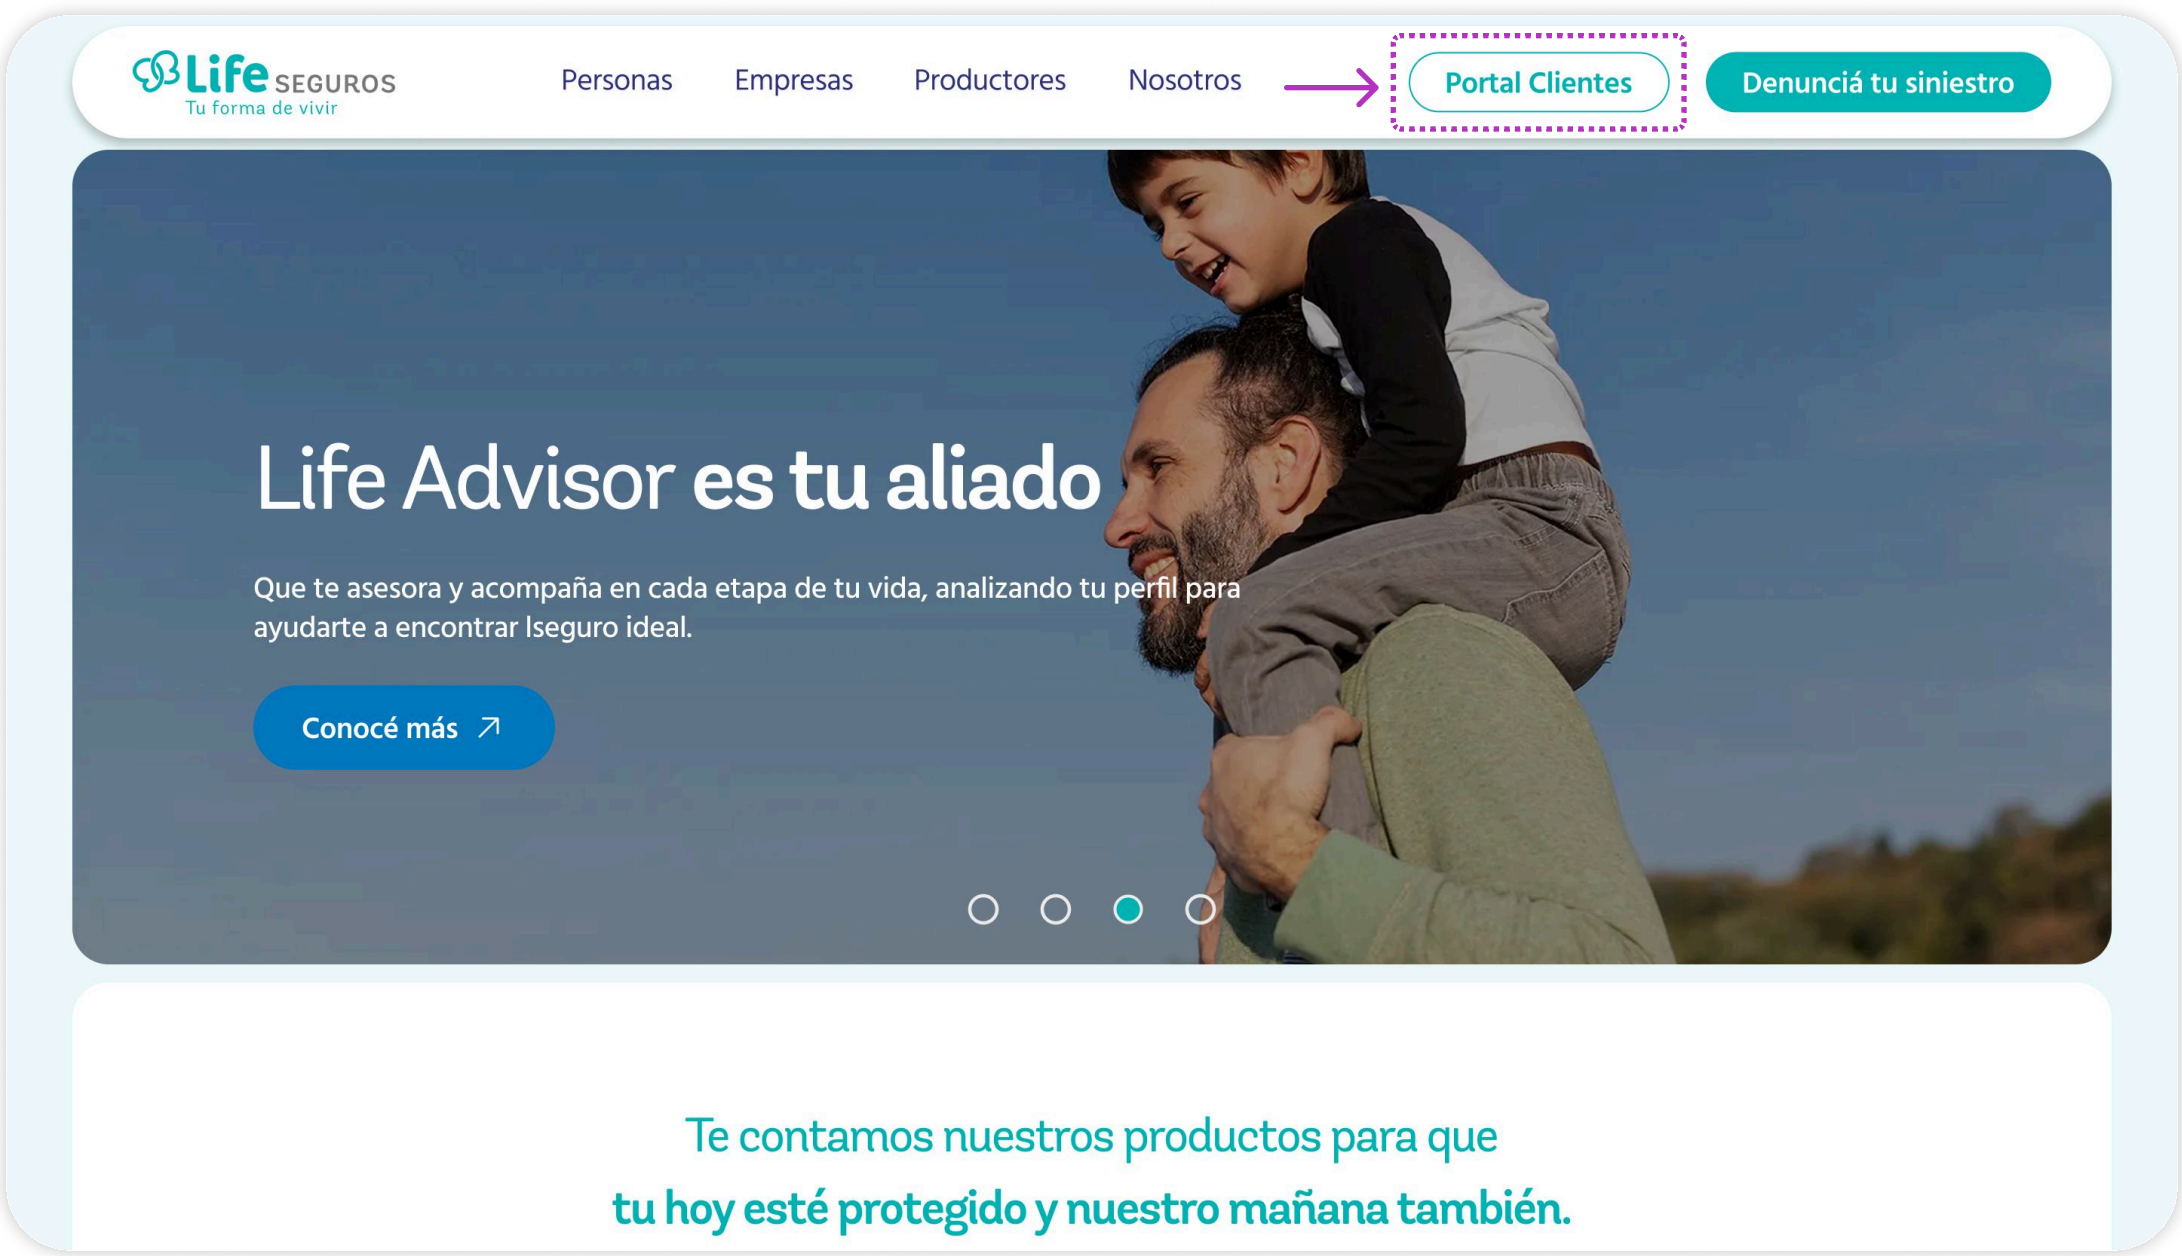 Life SEGUROS
Tu forma de vivir
Personas
Empresas
Productores
Nosotros
Portal Clientes
Denunciá tu siniestro
Life Advisor es tu aliado
Que te asesora y acompaña en cada etapa de tu vida, analizando tu perfil para
ayudarte a encontrar lseguro ideal.
Conocé más
Te contamos nuestros productos para que
tu hoy esté protegido y nuestro mañana también.